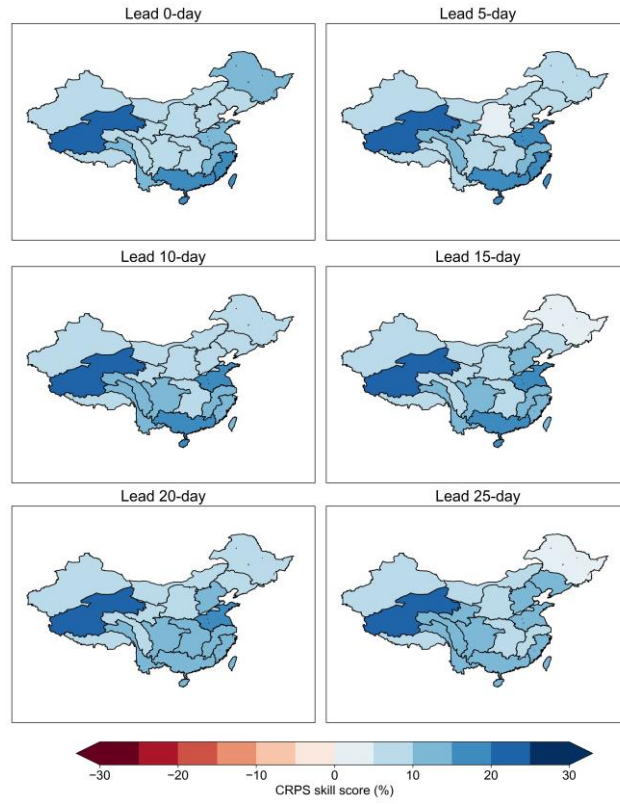 Lead 0-day
Lead 5-day
Lead 10-day
Lead 15-day
Lead 20-day
Lead 25-day
−30 −20 −10 0 10 20 30
CRPS skill score (%)